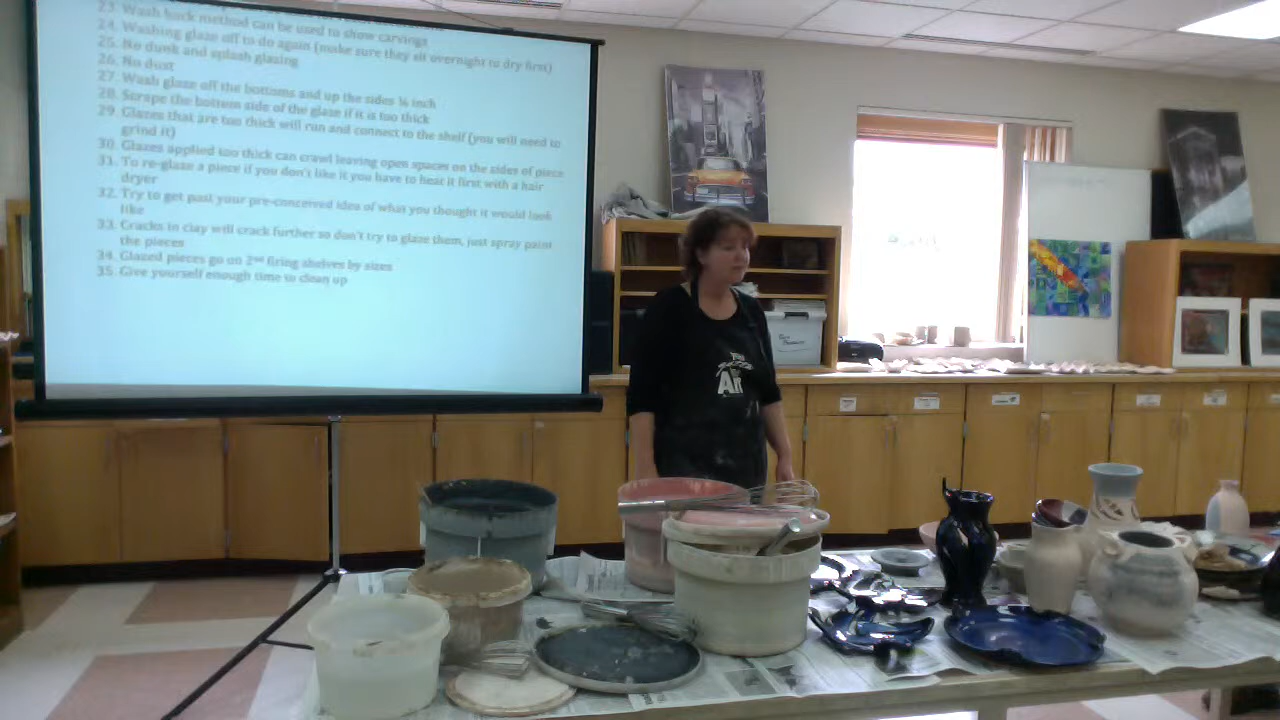 23. Wash back method can be used to show carvings
24. Washing glaze off to do again (make sure they sit overnight to dry first)
25. No dunk and splash glazing
26. No dust
27. Wash glaze off the bottoms and up the sides ¼ inch
28. Scrape the bottom side of the glaze if it is too thick
29. Glazes that are too thick will run and connect to the shelf (you will need to
grind it)
30. Glazes applied too thick can crawl leaving open spaces on the sides of piece
31. To re-glaze a piece if you don't like it you have to heat it first with a hair
dryer
32. Try to get past your pre-conceived idea of what you thought it would look
like
33. Cracks in clay will crack further so don't try to glaze them, just spray paint
the pieces
34. Glazed pieces go on 2nd firing shelves by sizes
35. Give yourself enough time to clean up
Art